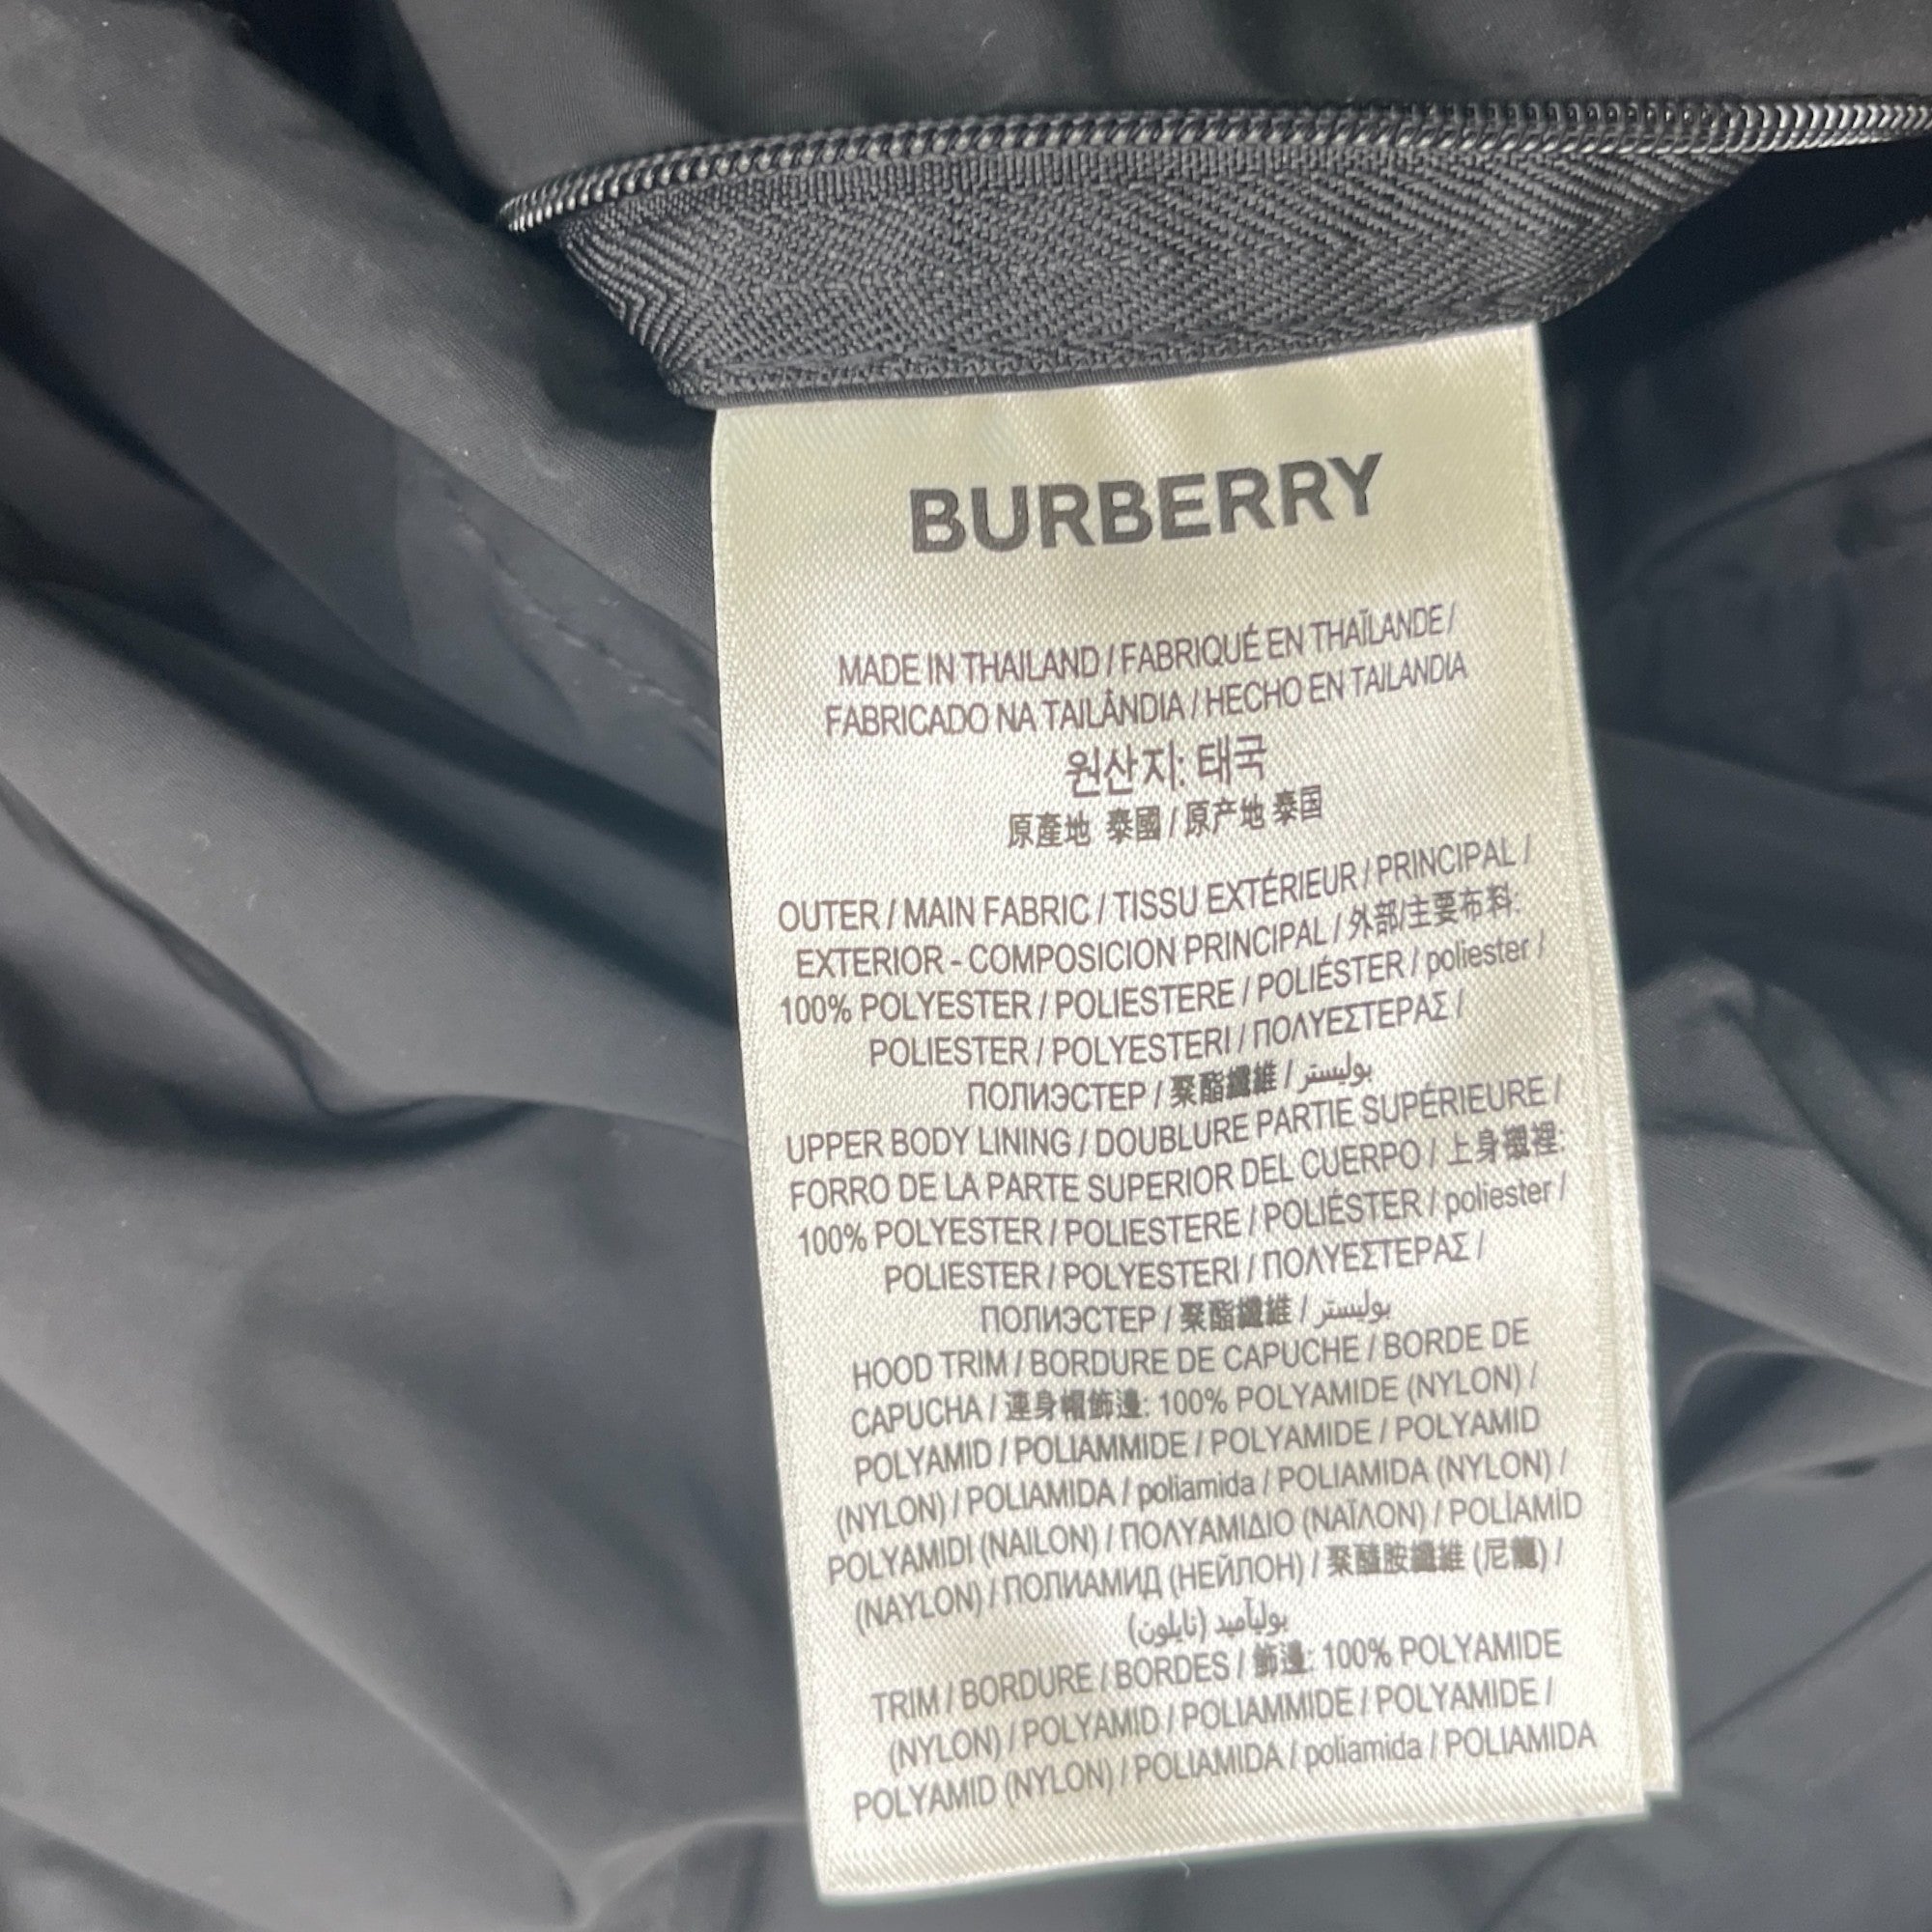 BURBERRY
MADE IN THAILAND / FABRIQUÉ EN THAÏLANDE /
FABRICADO NA TAILÂNDIA / HECHO EN TAILANDIA
원산지: 태국
原產地 泰國 / 原产地 泰国
OUTER / MAIN FABRIC / TISSU EXTÉRIEUR / PRINCIPAL /
EXTERIOR - COMPOSICION PRINCIPAL / 外部/主要布料:
100% POLYESTER / POLIESTERE / POLIÉSTER / poliester /
POLIESTER / POLYESTERI / ΠΟΛΥΕΣΤΕΡΑΣ /
ПОЛИЭСТЕР / 聚酯纖維 / بوليستر
UPPER BODY LINING / DOUBLURE PARTIE SUPÉRIEURE /
FORRO DE LA PARTE SUPERIOR DEL CUERPO / 上身襯裡:
100% POLYESTER / POLIESTERE / POLIÉSTER / poliester /
POLIESTER / POLYESTERI / ΠΟΛΥΕΣΤΕΡΑΣ /
ПОЛИЭСТЕР / 聚酯纖維 / بوليستر
HOOD TRIM / BORDURE DE CAPUCHE / BORDE DE
CAPUCHA / 連身帽飾邊: 100% POLYAMIDE (NYLON) /
POLYAMID / POLIAMMIDE / POLYAMIDE / POLYAMID
(NYLON) / POLIAMIDA / poliamida / POLIAMIDA (NYLON) /
POLYAMIDI (NAILON) / ΠΟΛΥΑΜΙΔΙΟ (ΝΑΪΛΟΝ) / POLİAMİD
(NAYLON) / ПОЛИАМИД (НЕЙЛОН) / 聚醯胺纖維 (尼龍) /
بولیآمید (نایلون)
TRIM / BORDURE / BORDES / 飾邊: 100% POLYAMIDE
(NYLON) / POLYAMID / POLIAMMIDE / POLYAMIDE /
POLYAMID (NYLON) / POLIAMIDA / poliamida / POLIAMIDA